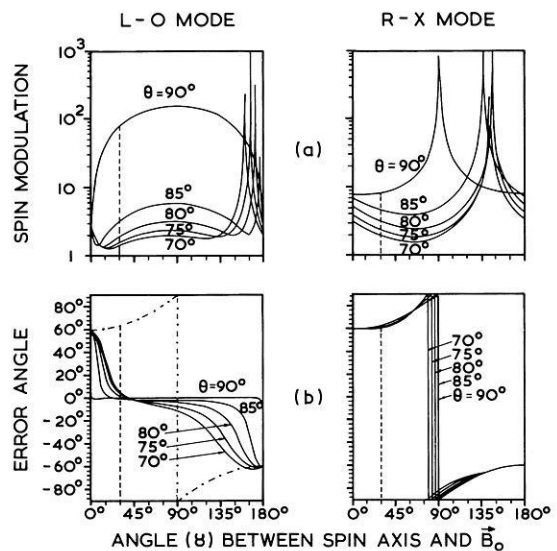 L-O MODE
R-X MODE
SPIN MODULATION
10³
10²
10
1
θ=90°
85°
80°
75°
70°
(a)
θ=90°
85°
80°
75°
70°
ERROR ANGLE
80°
60°
40°
20°
0°
-20°
-40°
-60°
-80°
θ=90°
85°
80°
75°
70°
(b)
70°
75°
80°
85°
θ=90°
0° 45° 90° 135° 180°
0° 45° 90° 135° 180°
ANGLE (ɣ) BETWEEN SPIN AXIS AND B⃗₀